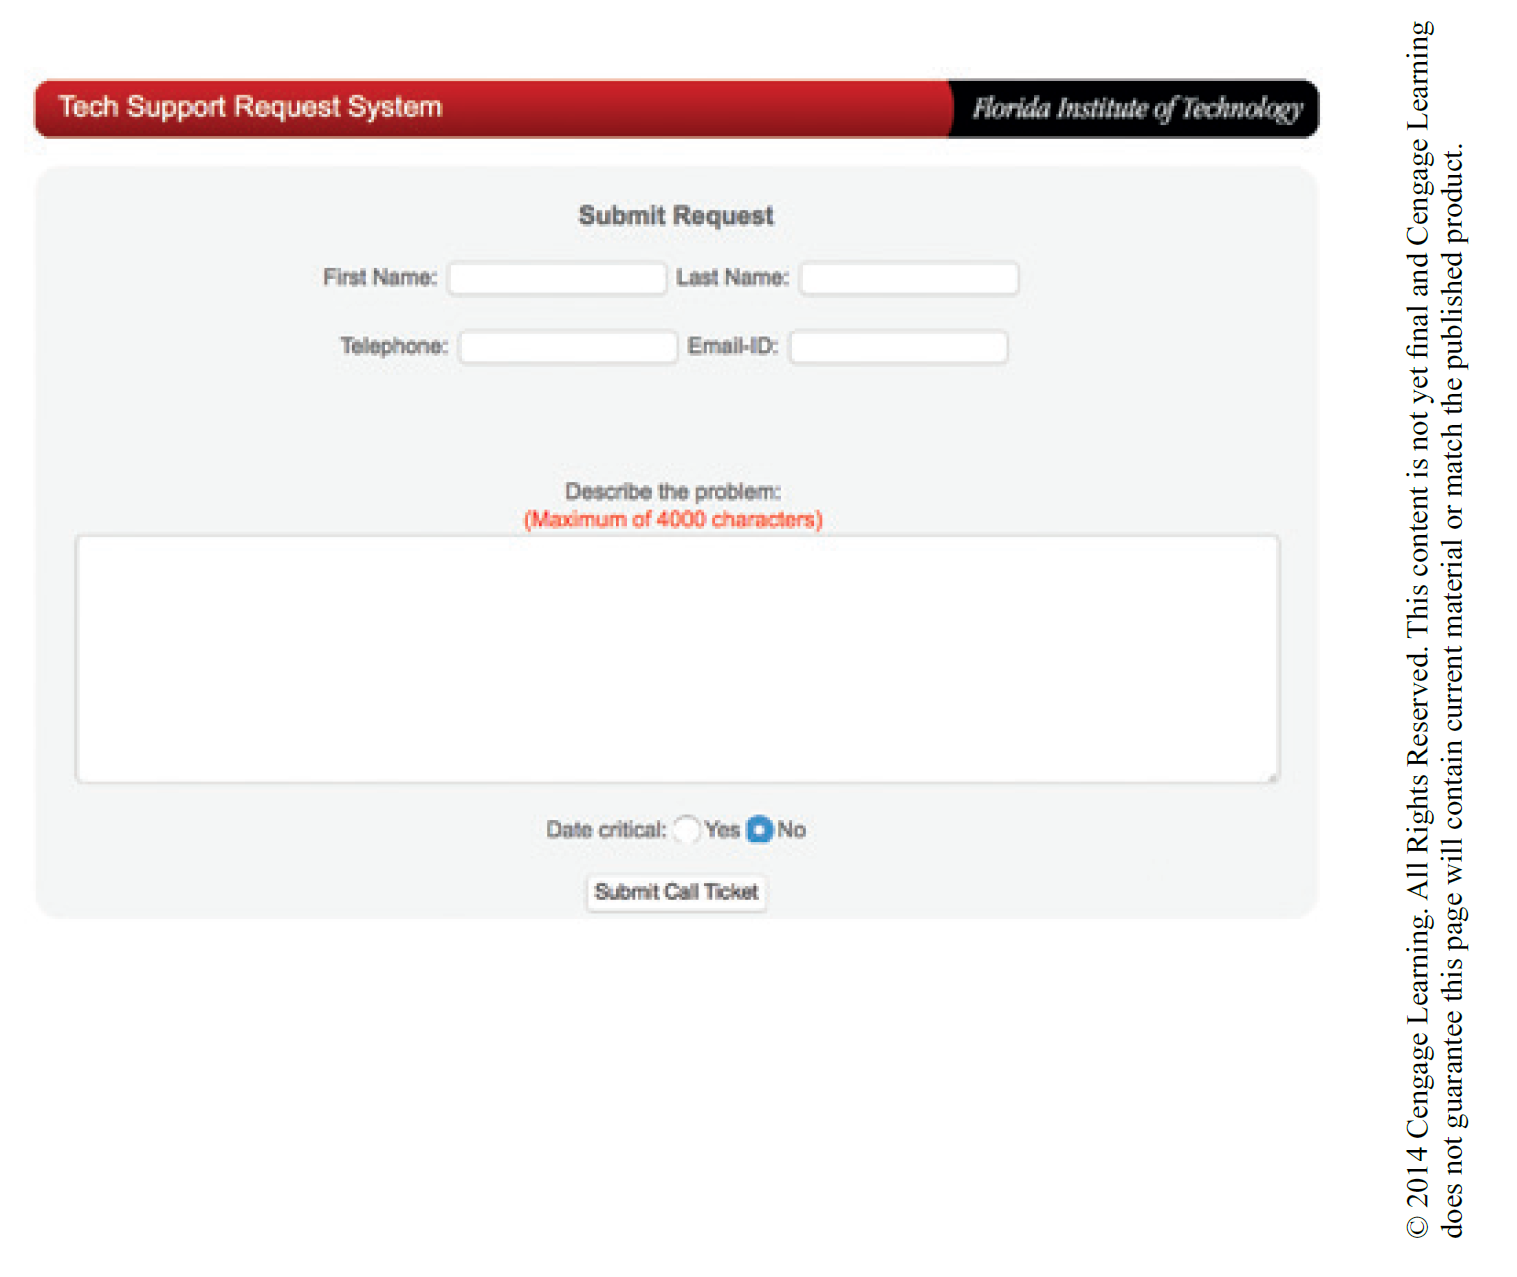 Tech Support Request System
Florida Institute of Technology
Submit Request
First Name: Last Name:
Telephone: Email-ID:
Describe the problem:
(Maximum of 4000 characters)
Date critical: Yes No
Submit Call Ticket
© 2014 Cengage Learning. All Rights Reserved. This content is not yet final and Cengage Learning
does not guarantee this page will contain current material or match the published product.